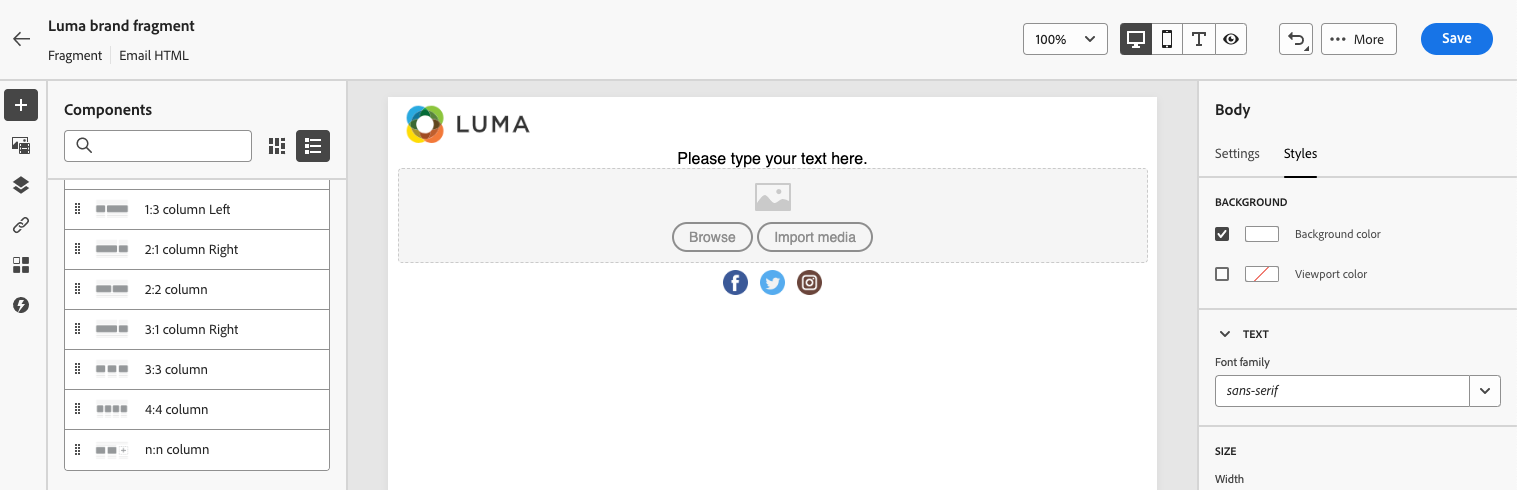 Luma brand fragment
Fragment
Email HTML
100%
More
Save
Components
1:3 column Left
2:1 column Right
2:2 column
3:1 column Right
3:3 column
4:4 column
n:n column
LUMA
Please type your text here.
Browse
Import media
Body
Settings
Styles
BACKGROUND
Background color
Viewport color
TEXT
Font family
sans-serif
SIZE
Width